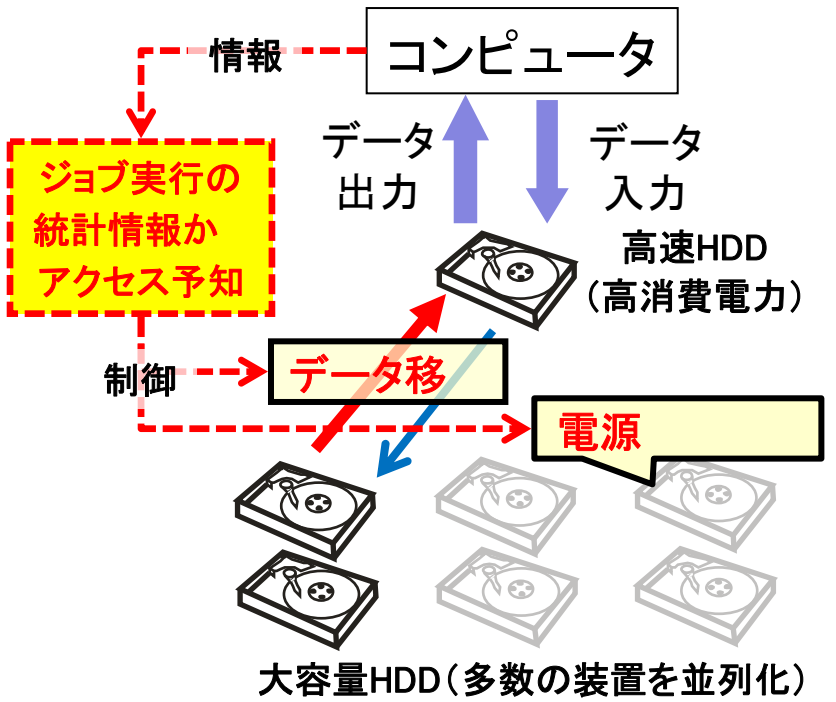 情報
コンピュータ
データ
出力
データ
入力
ジョブ実行の
統計情報か
アクセス予知
高速HDD
（高消費電力）
制御
データ移
電源
大容量HDD（多数の装置を並列化）